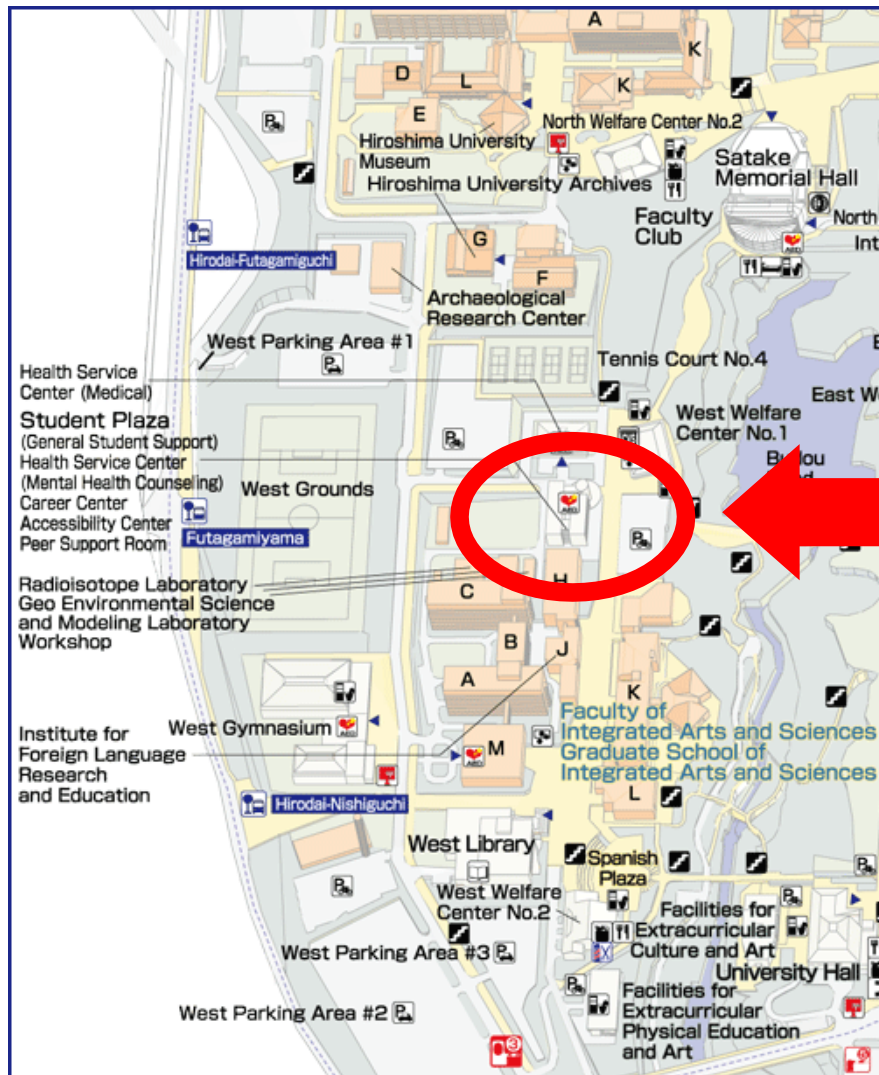 A
K
D
L
K
E
North Welfare Center No.2
Hiroshima University
Museum
Hiroshima University Archives
Satake
Memorial Hall
Faculty
Club
North
Int
G
F
Hirodai-Futagamiguchi
Archaeological
Research Center
West Parking Area #1
Tennis Court No.4
Health Service
Center (Medical)
Student Plaza
(General Student Support)
Health Service Center
(Mental Health Counseling)
Career Center
Accessibility Center
Peer Support Room
East We
West Welfare
Center No.1
West Grounds
AED
Futagamiyama
Radioisotope Laboratory
Geo Environmental Science
and Modeling Laboratory
Workshop
H
C
B
J
A
K
West Gymnasium
AED
M
AED
Faculty of
Integrated Arts and Sciences
Graduate School of
Integrated Arts and Sciences
Institute for
Foreign Language
Research
and Education
Hirodai-Nishiguchi
L
West Library
Spanish
Plaza
West Welfare
Center No.2
Facilities for
Extracurricular
Culture and Art
West Parking Area #3
University Hall
West Parking Area #2
Facilities for
Extracurricular
Physical Education
and Art
3